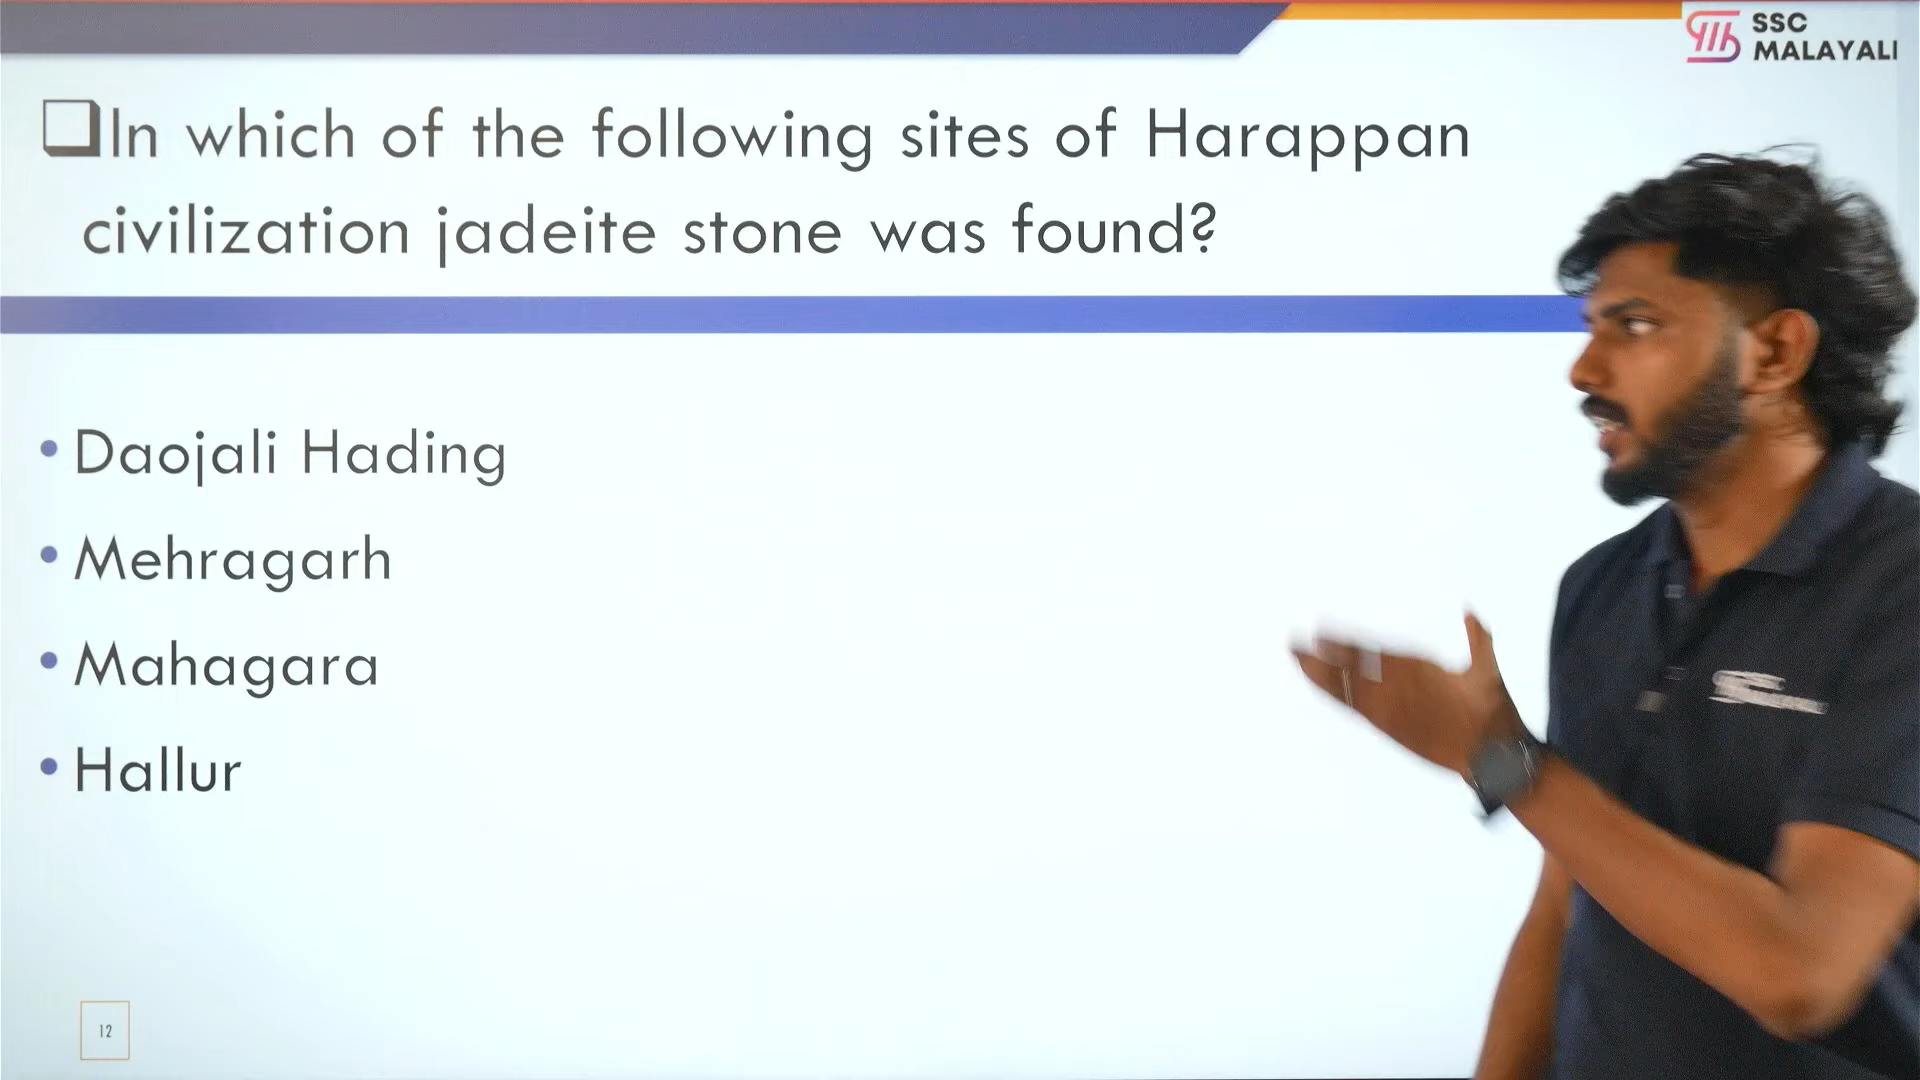 SSC
MALAYALI
In which of the following sites of Harappan
civilization jadeite stone was found?
• Daojali Hading
• Mehragarh
• Mahagara
• Hallur
12